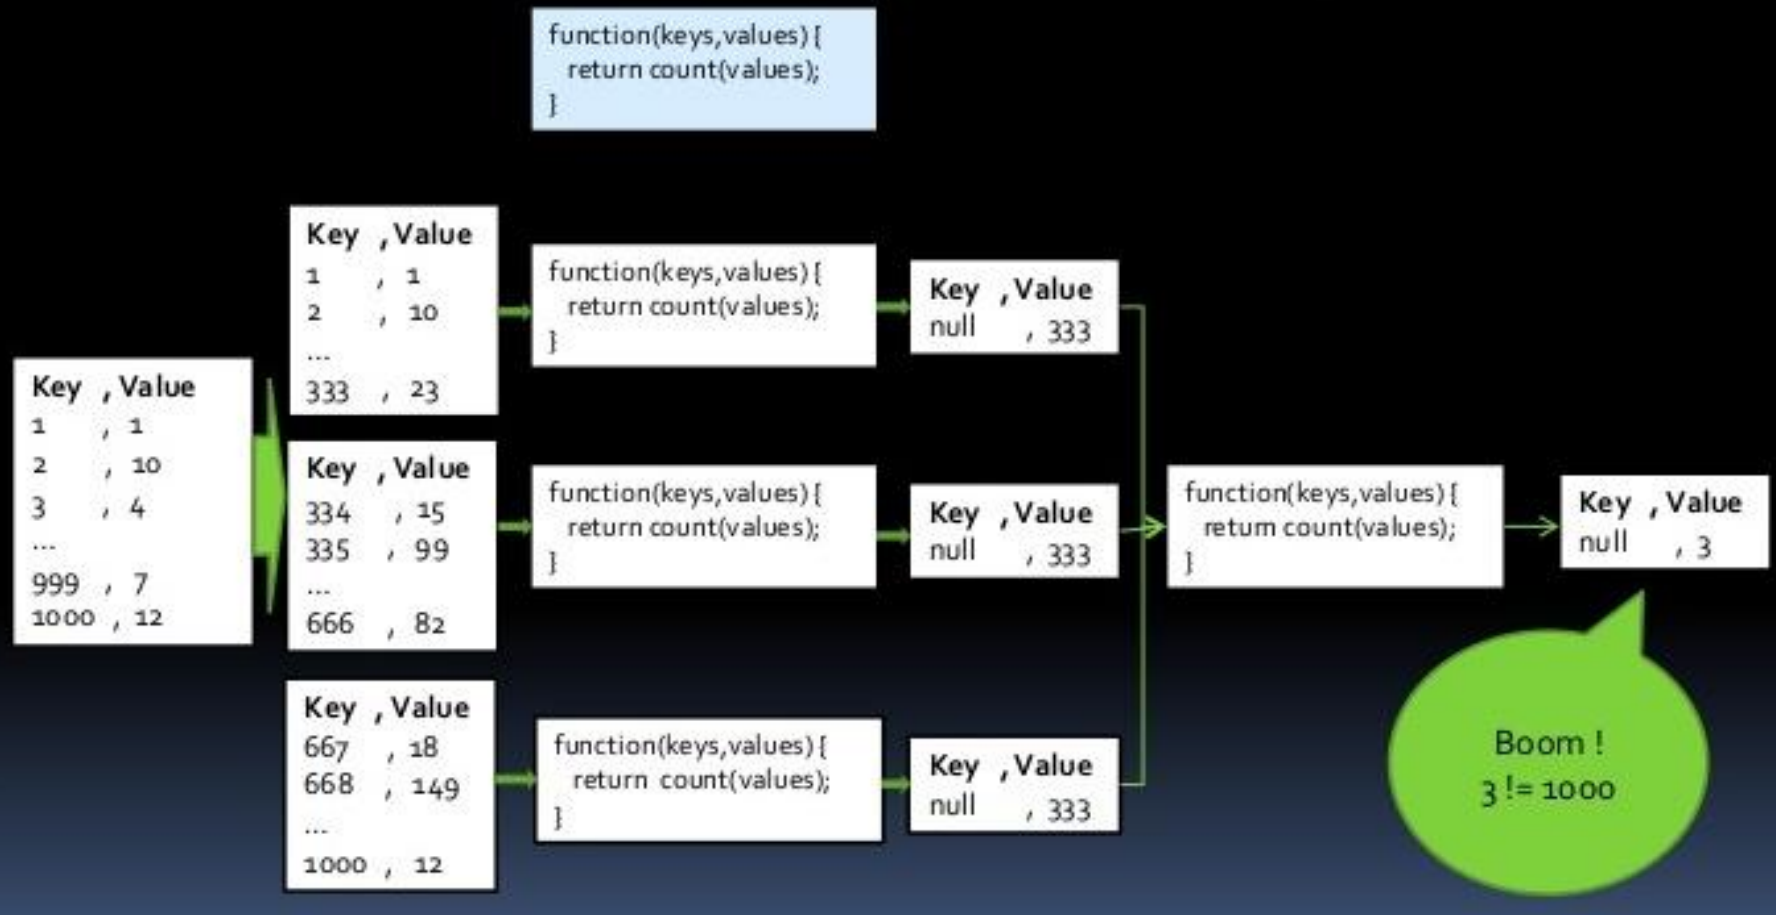 function(keys,values){
return count(values);
}
Key ,Value
1 , 1
2 , 10
3 , 4
...
999 , 7
1000 , 12
Key ,Value
1 , 1
2 , 10
...
333 , 23
function(keys,values){
return count(values);
}
Key ,Value
null , 333
Key ,Value
334 , 15
335 , 99
...
666 , 82
function(keys,values){
return count(values);
}
Key ,Value
null , 333
Key ,Value
667 , 18
668 , 149
...
1000 , 12
function(keys,values){
return count(values);
}
Key ,Value
null , 333
function(keys,values){
return count(values);
}
Key ,Value
null , 3
Boom !
3 != 1000